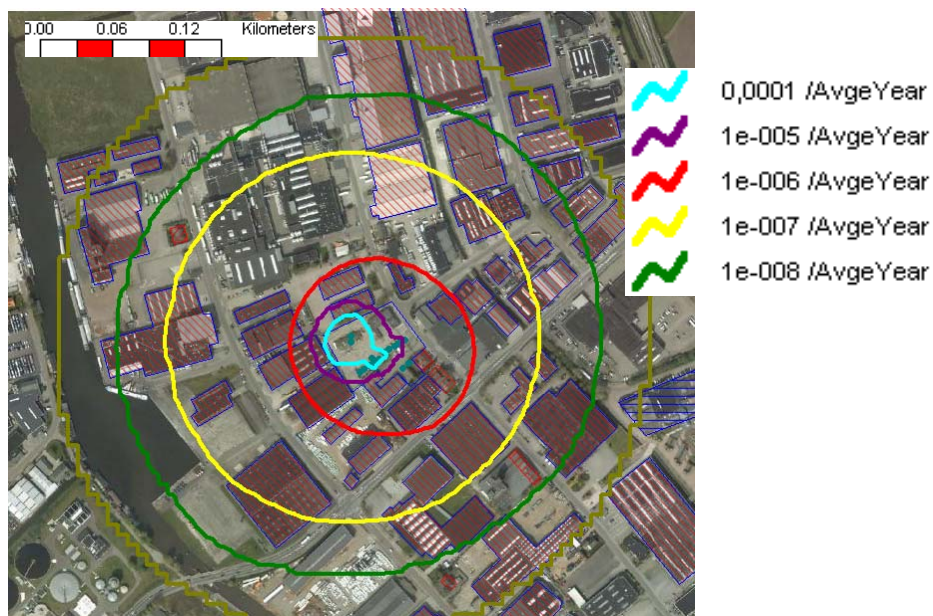 0.00 0.06 0.12 Kilometers
0,0001 /AvgeYear
1e-005 /AvgeYear
1e-006 /AvgeYear
1e-007 /AvgeYear
1e-008 /AvgeYear